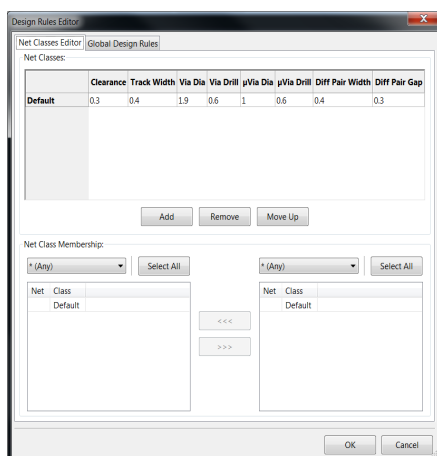 Design Rules Editor
X
Net Classes Editor Global Design Rules
Net Classes:
Clearance Track Width Via Dia Via Drill µVia Dia µVia Drill Diff Pair Width Diff Pair Gap
Default 0.3 0.4 1.9 0.6 1 0.6 0.4 0.3
Add Remove Move Up
Net Class Membership:
* (Any) Select All * (Any) Select All
Net Class Net Class
Default Default
<<<
>>>
OK Cancel